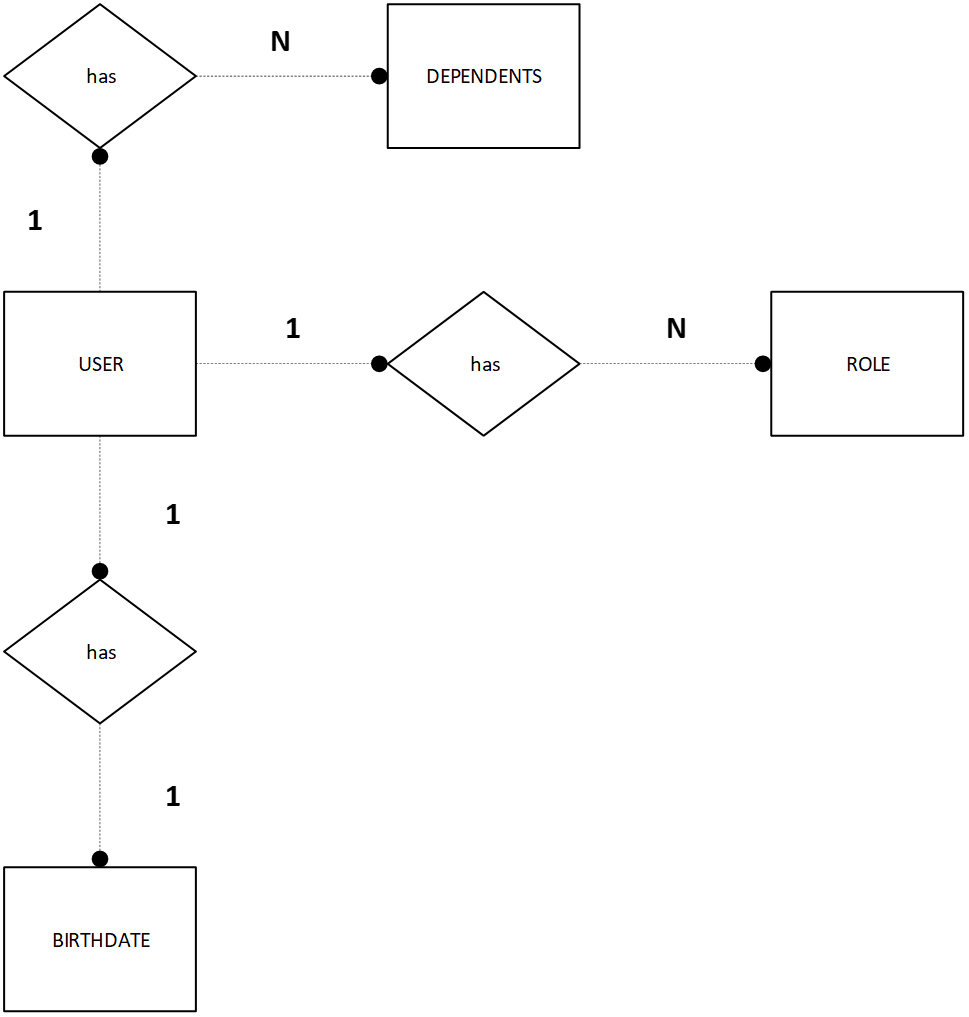 has
N
DEPENDENTS
1
USER
1
has
N
ROLE
1
has
1
BIRTHDATE